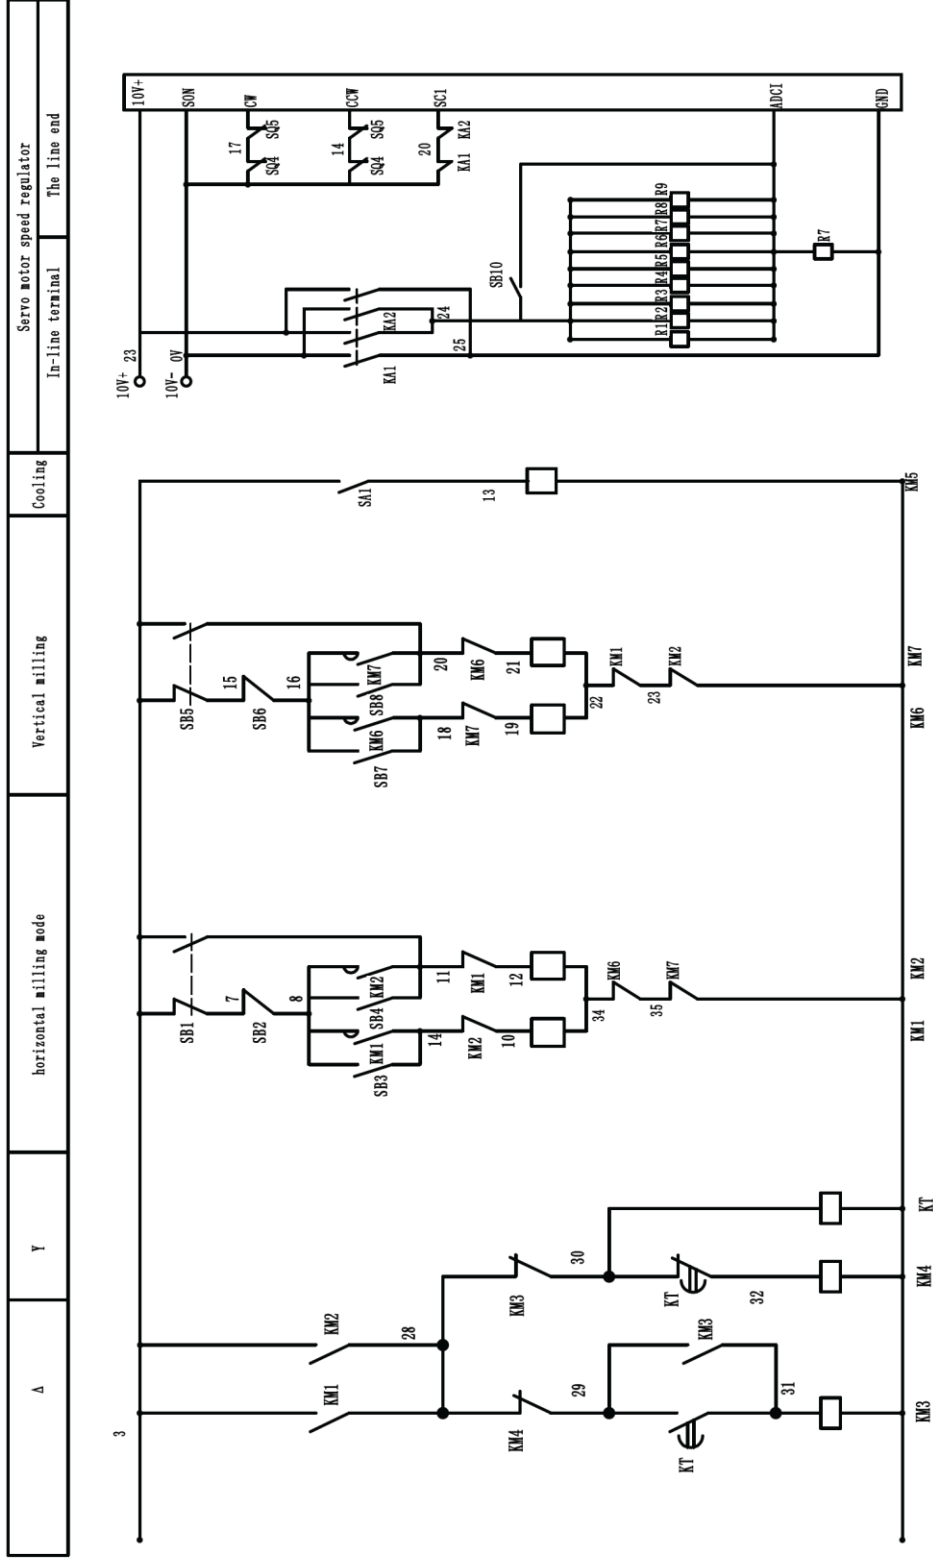 Δ
Y
horizontal milling mode
Vertical milling
Cooling
Servo motor speed regulator
In-line terminal
The line end
3
KM1
KM2
28
KM4
KM3
29
30
KT
KM3
KT
31
32
KM3
KM4
KT
SB1
7
SB2
8
SB3
KM1
SB4
KM2
14
11
KM2
KM1
10
12
34
KM6
35
KM7
KM1
KM2
SB5
15
SB6
16
SB7
KM6
SB8
KM7
18
20
KM7
KM6
19
21
22
KM1
23
KM2
KM6
KM7
SA1
13
KM5
10V+
23
10V-
0V
10V+
SON
17
SQ4
SQ5
CW
14
SQ4
SQ5
CCW
20
KA1
KA2
SC1
KA1
KA2
24
25
SB10
R1
R2
R3
R4
R5
R6
R7
R8
R9
ADCI
R7
GND